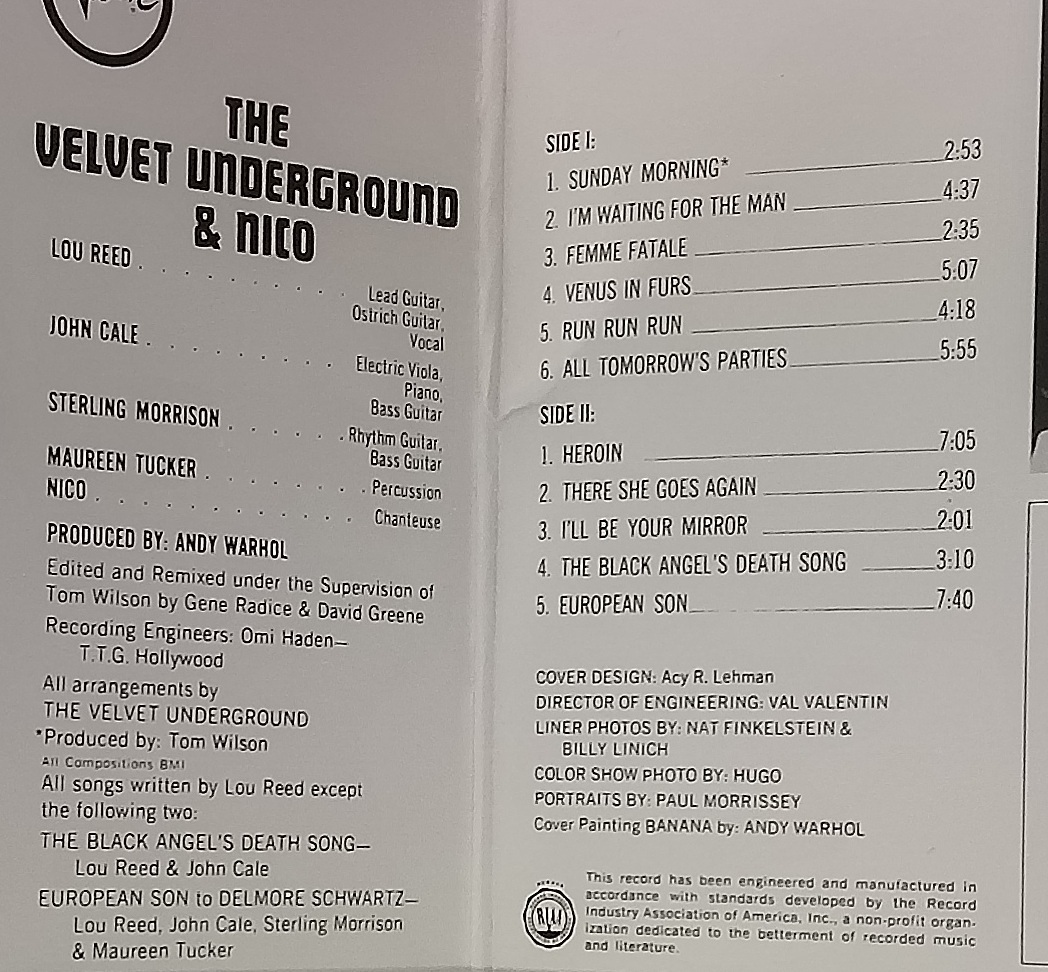 THE
VELVET UNDERGROUND
& NICO
LOU REED . . . . . . . . . . Lead Guitar,
Ostrich Guitar,
Vocal
JOHN CALE . . . . . . . . . Electric Viola,
Piano,
Bass Guitar
STERLING MORRISON . . . . . . Rhythm Guitar,
Bass Guitar
MAUREEN TUCKER . . . . . . . . Percussion
NICO . . . . . . . . . . . Chanteuse
PRODUCED BY: ANDY WARHOL
Edited and Remixed under the Supervision of
Tom Wilson by Gene Radice & David Greene
Recording Engineers: Omi Haden—
T.T.G. Hollywood
All arrangements by
THE VELVET UNDERGROUND
*Produced by: Tom Wilson
All Compositions BMI
All songs written by Lou Reed except
the following two:
THE BLACK ANGEL'S DEATH SONG—
Lou Reed & John Cale
EUROPEAN SON to DELMORE SCHWARTZ—
Lou Reed, John Cale, Sterling Morrison
& Maureen Tucker
SIDE I:
1. SUNDAY MORNING* 2:53
2. I'M WAITING FOR THE MAN 4:37
3. FEMME FATALE 2:35
4. VENUS IN FURS 5:07
5. RUN RUN RUN 4:18
6. ALL TOMORROW'S PARTIES 5:55
SIDE II:
1. HEROIN 7:05
2. THERE SHE GOES AGAIN 2:30
3. I'LL BE YOUR MIRROR 2:01
4. THE BLACK ANGEL'S DEATH SONG 3:10
5. EUROPEAN SON 7:40
COVER DESIGN: Acy R. Lehman
DIRECTOR OF ENGINEERING: VAL VALENTIN
LINER PHOTOS BY: NAT FINKELSTEIN &
BILLY LINICH
COLOR SHOW PHOTO BY: HUGO
PORTRAITS BY: PAUL MORRISSEY
Cover Painting BANANA by: ANDY WARHOL
RIAA
This record has been engineered and manufactured in
accordance with standards developed by the Record
Industry Association of America, Inc., a non-profit organ-
ization dedicated to the betterment of recorded music
and literature.